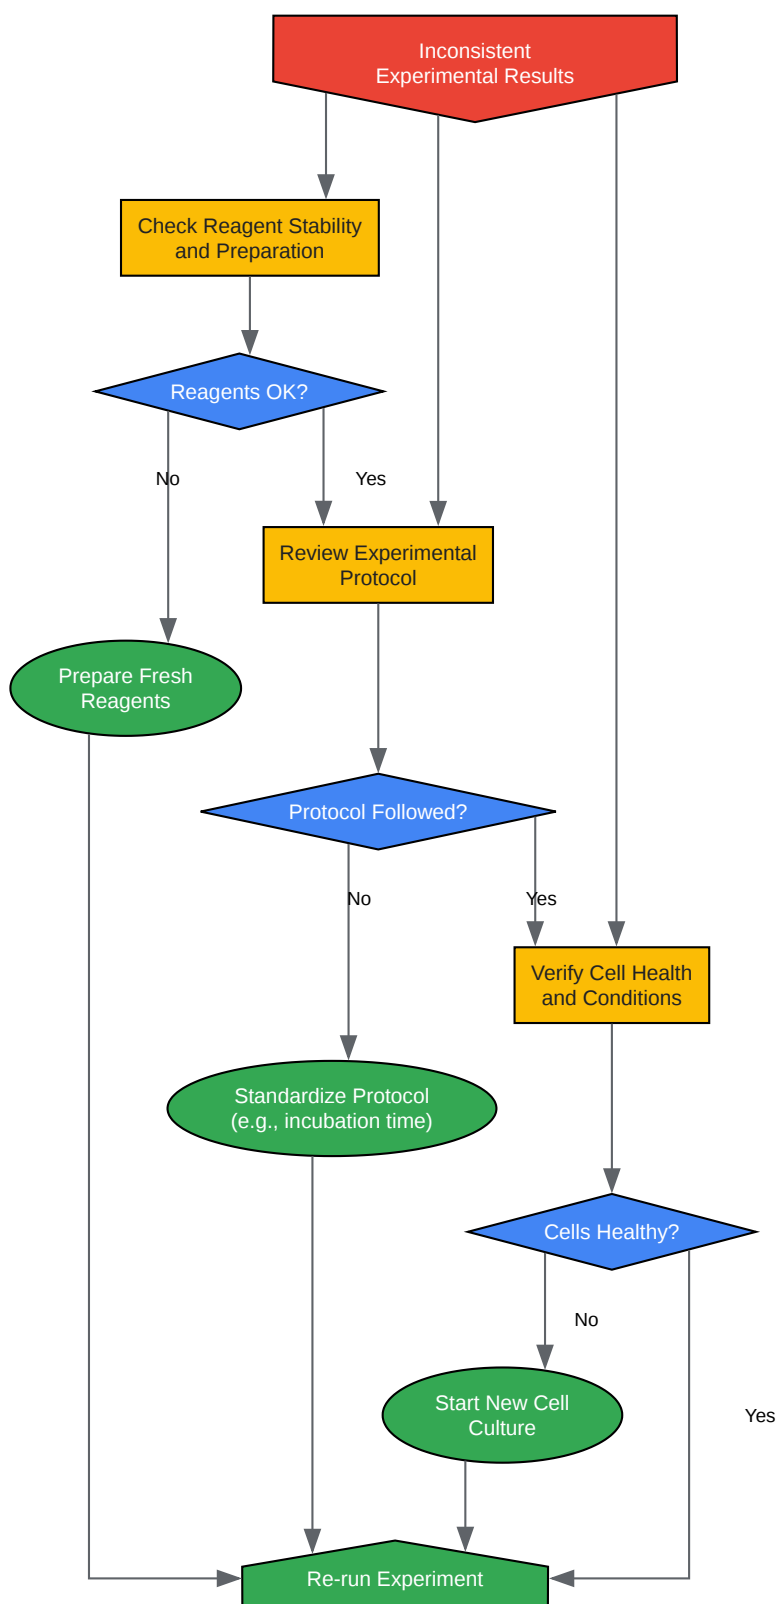 Inconsistent
Experimental Results
Check Reagent Stability
and Preparation
Reagents OK?
No
Yes
Review Experimental
Protocol
Prepare Fresh
Reagents
Protocol Followed?
No
Yes
Verify Cell Health
and Conditions
Standardize Protocol
(e.g., incubation time)
Cells Healthy?
No
Start New Cell
Culture
Yes
Re-run Experiment